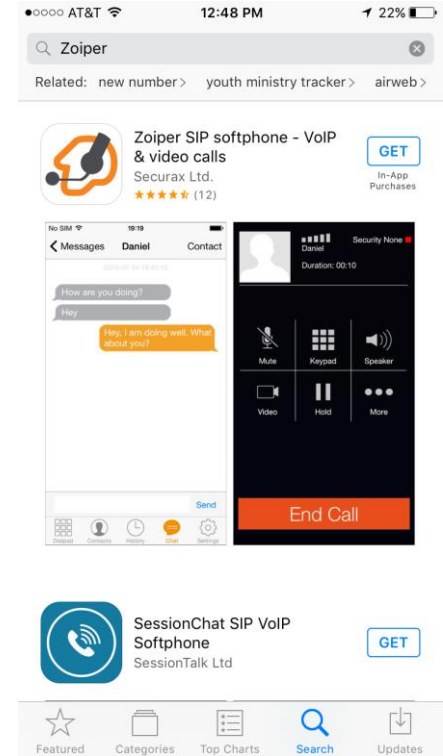 AT&T 12:48 PM 22%
Zoiper
Related: new number youth ministry tracker airweb
Zoiper SIP softphone - VoIP
& video calls
Securax Ltd.
(12)
GET
In-App
Purchases
No SIM 19:19
Messages Daniel Contact
How are you doing?
Hey
Hey, I am doing well. What
about you?
Send
Dialpad Contacts History Chat Settings
Daniel
Security None
Duration: 00:10
Mute Keypad Speaker
Video Hold More
End Call
SessionChat SIP VoIP
Softphone
SessionTalk Ltd
GET
Featured Categories Top Charts Search Updates